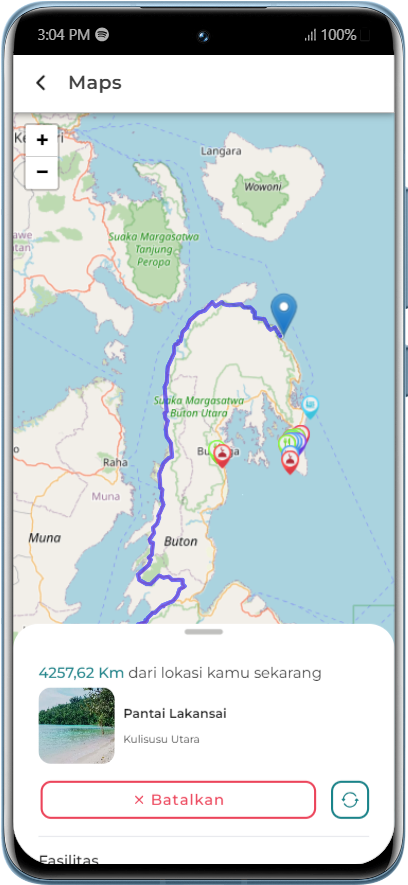 3:04 PM
100%
Maps
+
−
Langara
Wowoni
Suaka Margasatwa
Tanjung
Peropa
Suaka Margasatwa
Buton Utara
Raha
Muna
Muna
Buton
4257,62 Km dari lokasi kamu sekarang
Pantai Lakansai
Kulisusu Utara
× Batalkan
Fasilitas